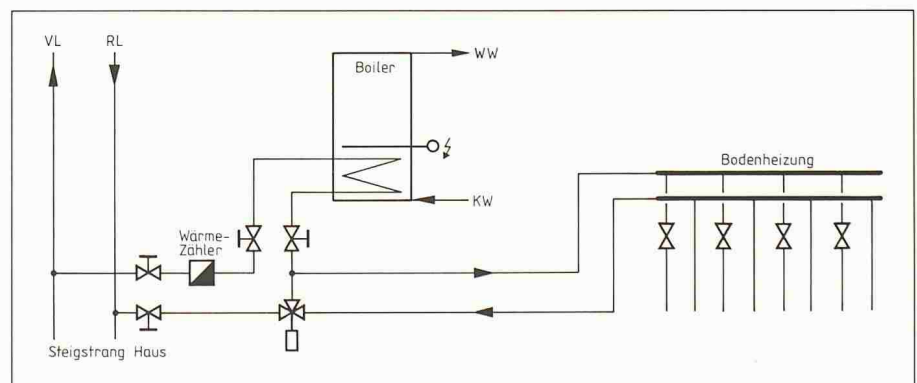 VL
RL
Boiler
WW
KW
Bodenheizung
Wärme-
Zähler
Steigstrang Haus